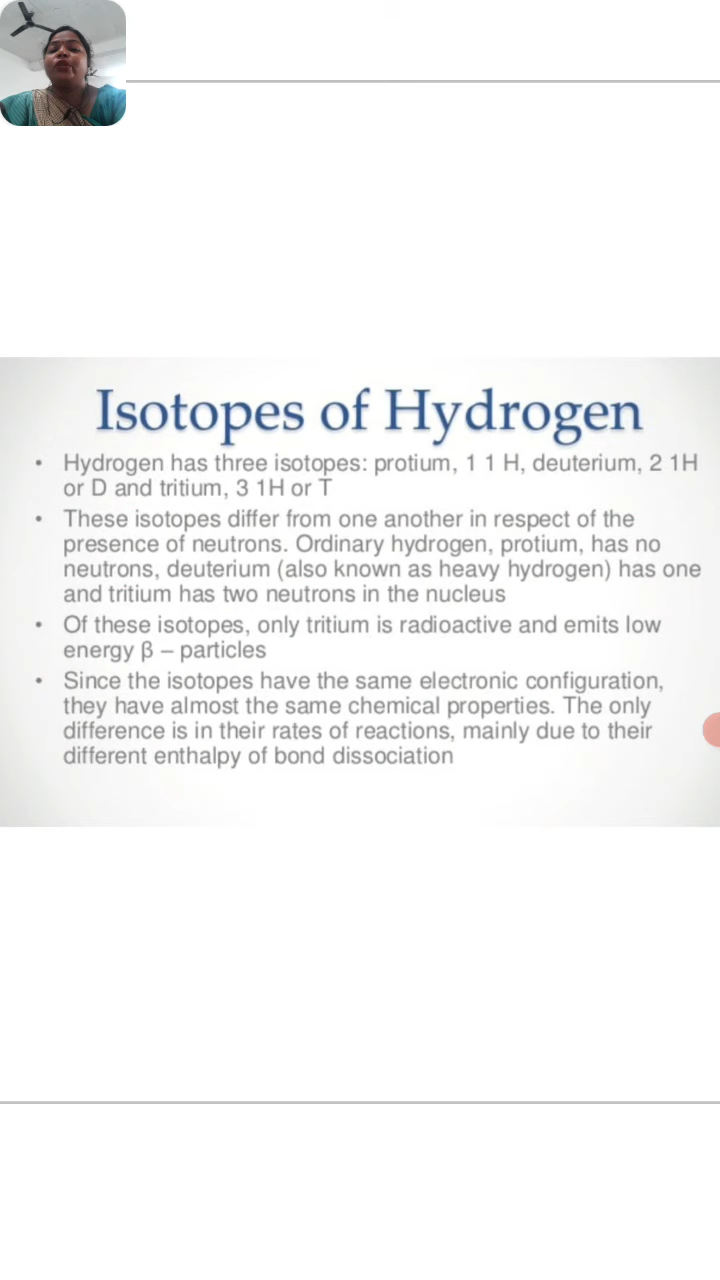 Isotopes of Hydrogen
• Hydrogen has three isotopes: protium, 1 1 H, deuterium, 2 1H
or D and tritium, 3 1H or T
• These isotopes differ from one another in respect of the
presence of neutrons. Ordinary hydrogen, protium, has no
neutrons, deuterium (also known as heavy hydrogen) has one
and tritium has two neutrons in the nucleus
• Of these isotopes, only tritium is radioactive and emits low
energy β – particles
• Since the isotopes have the same electronic configuration,
they have almost the same chemical properties. The only
difference is in their rates of reactions, mainly due to their
different enthalpy of bond dissociation